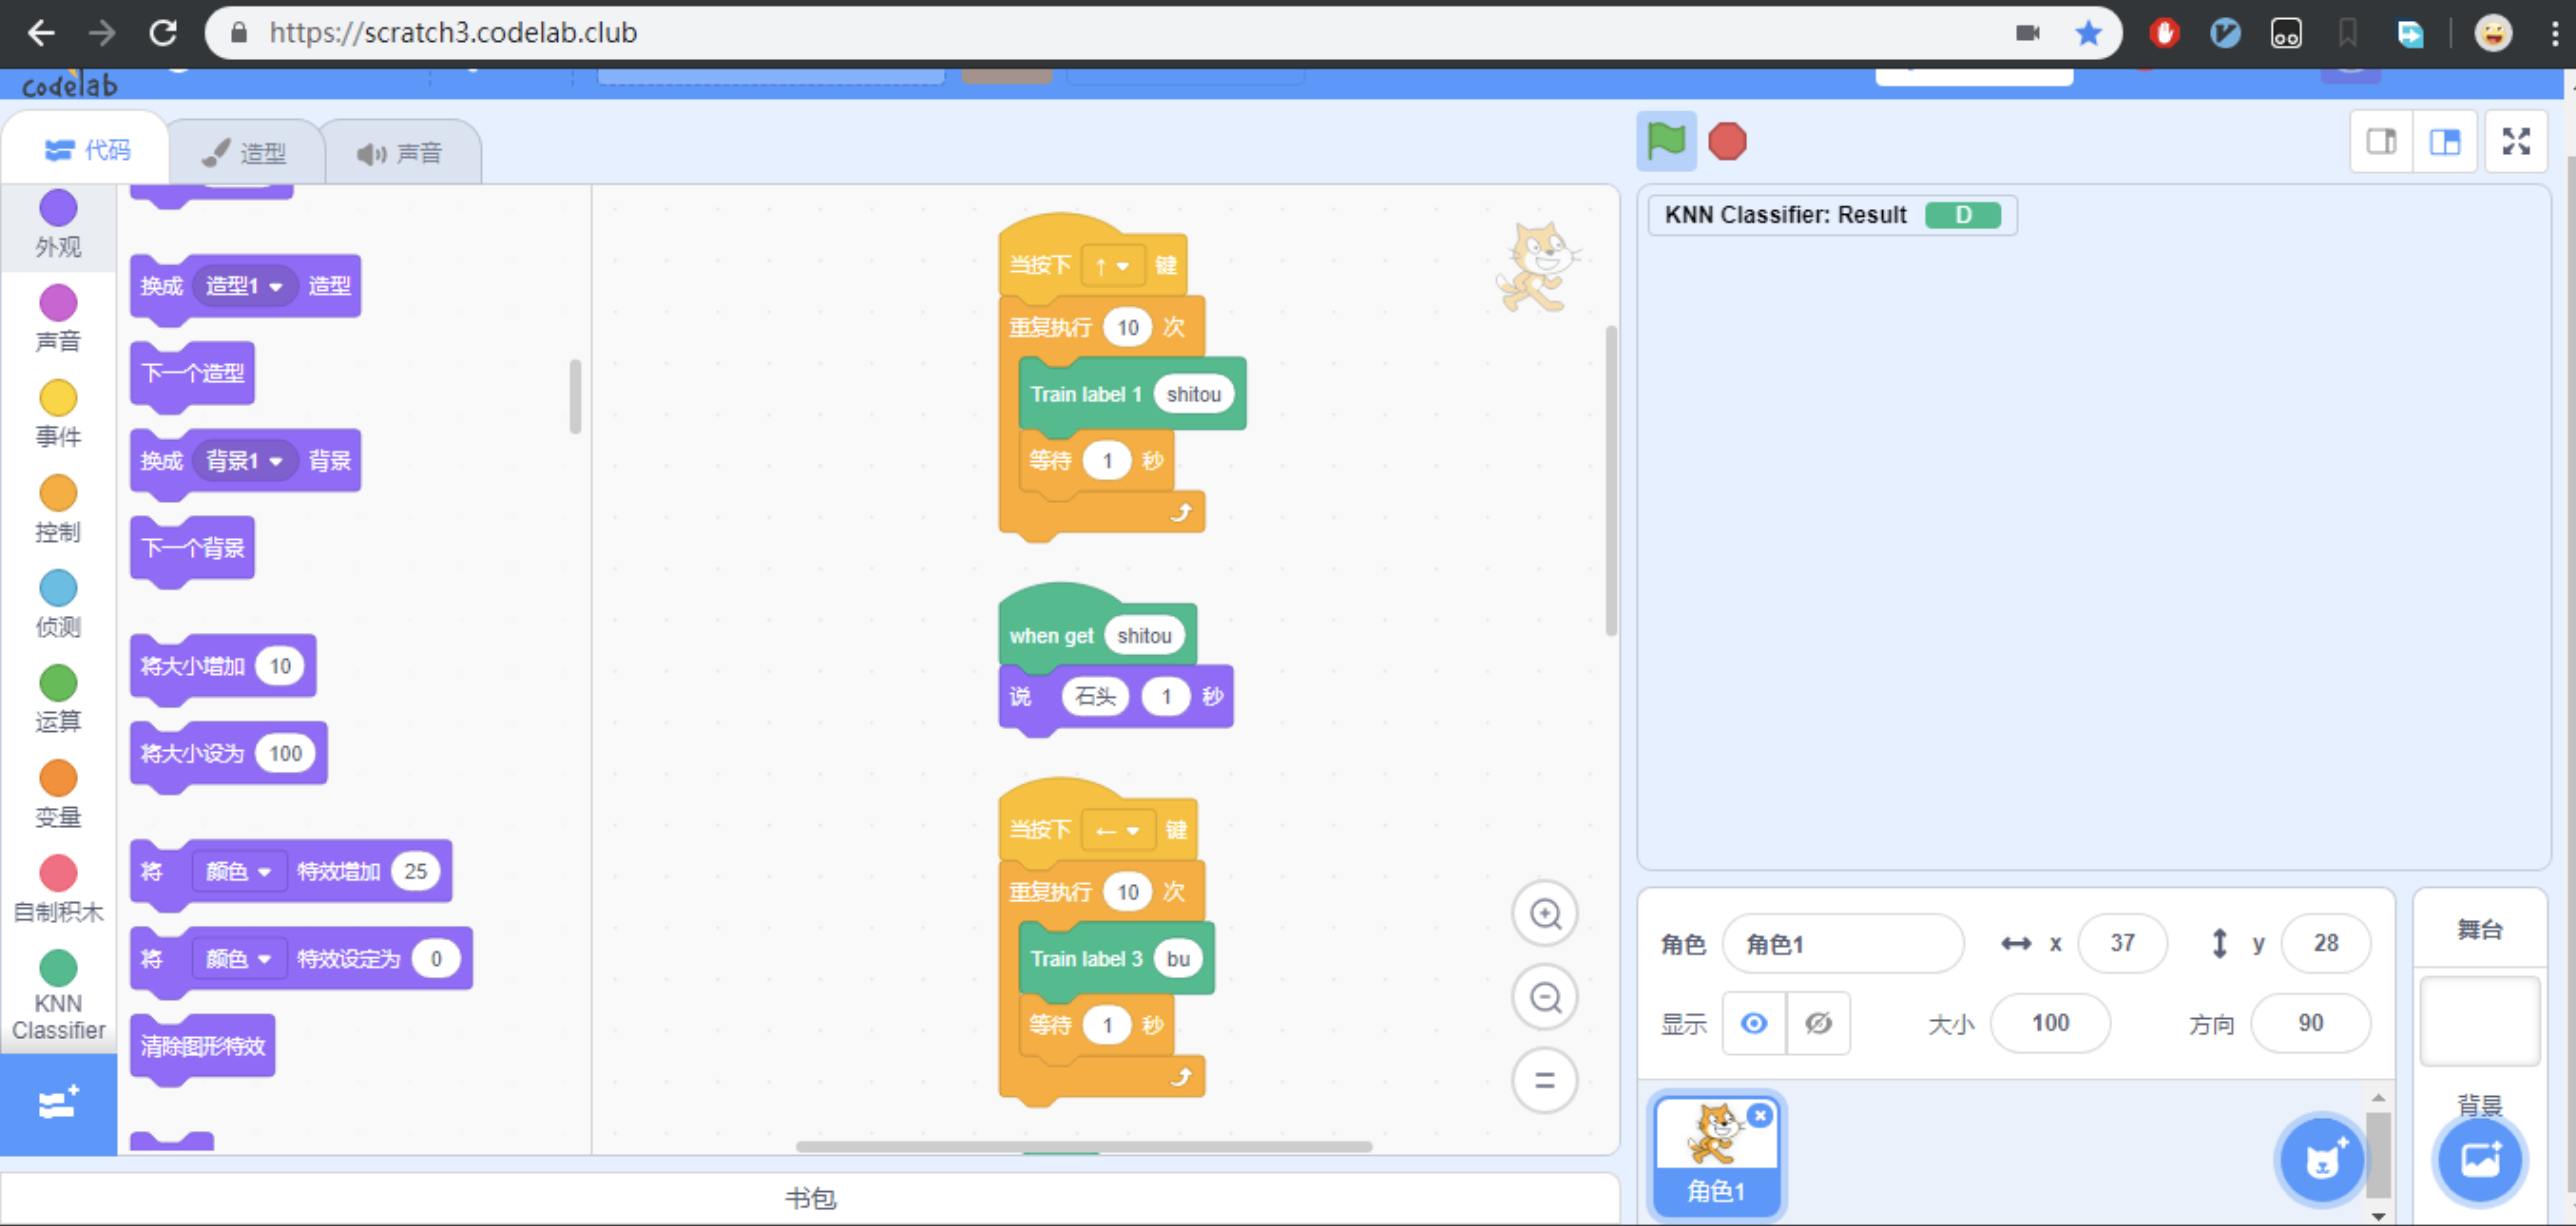 https://scratch3.codelab.club
codelab
代码
造型
声音
外观
声音
事件
控制
侦测
运算
变量
自制积木
KNN
Classifier
换成 造型1 造型
下一个造型
换成 背景1 背景
下一个背景
将大小增加 10
将大小设为 100
将 颜色 特效增加 25
将 颜色 特效设定为 0
清除图形特效
当按下 ↑ 键
重复执行 10 次
Train label 1 shitou
等待 1 秒
when get shitou
说 石头 1 秒
当按下 ← 键
重复执行 10 次
Train label 3 bu
等待 1 秒
书包
KNN Classifier: Result D
角色 角色1 x 37 y 28
显示 大小 100 方向 90
角色1
舞台
背景